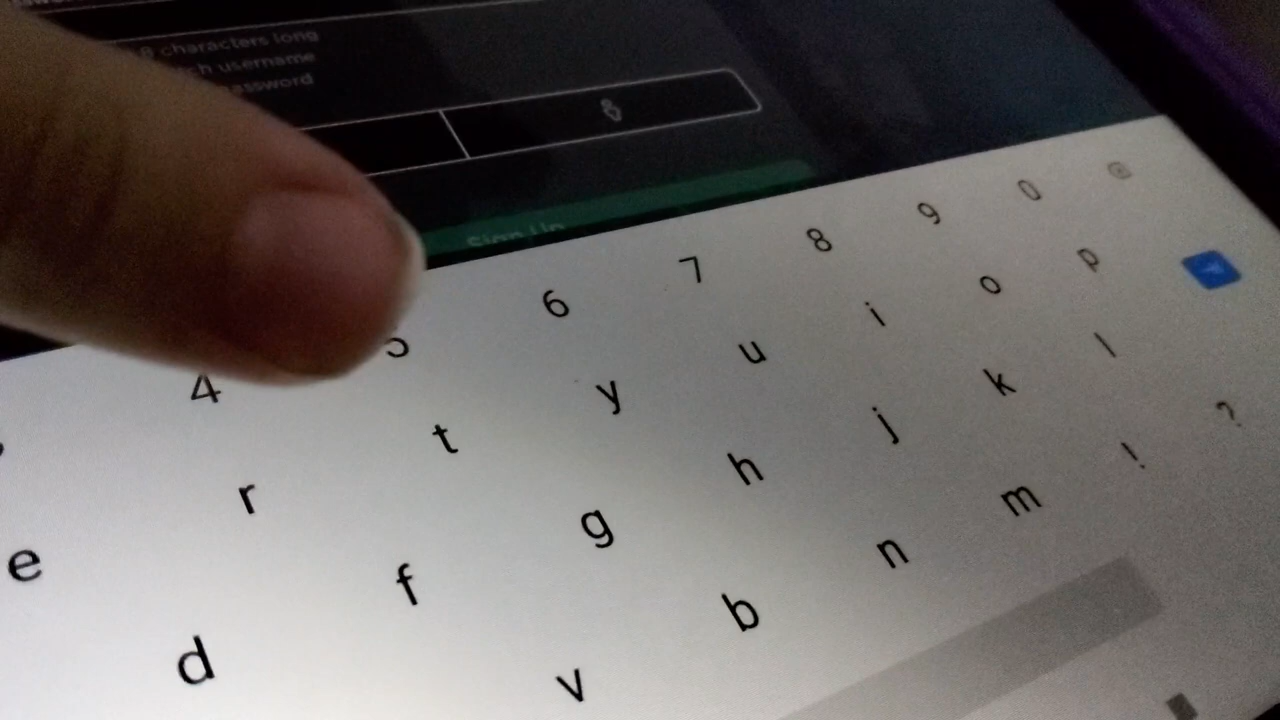 8 characters long
ch username
assword
Sign Up
4 5 6 7 8 9 0
e r t y u i o p
d f g h j k l
v b n m ! ?